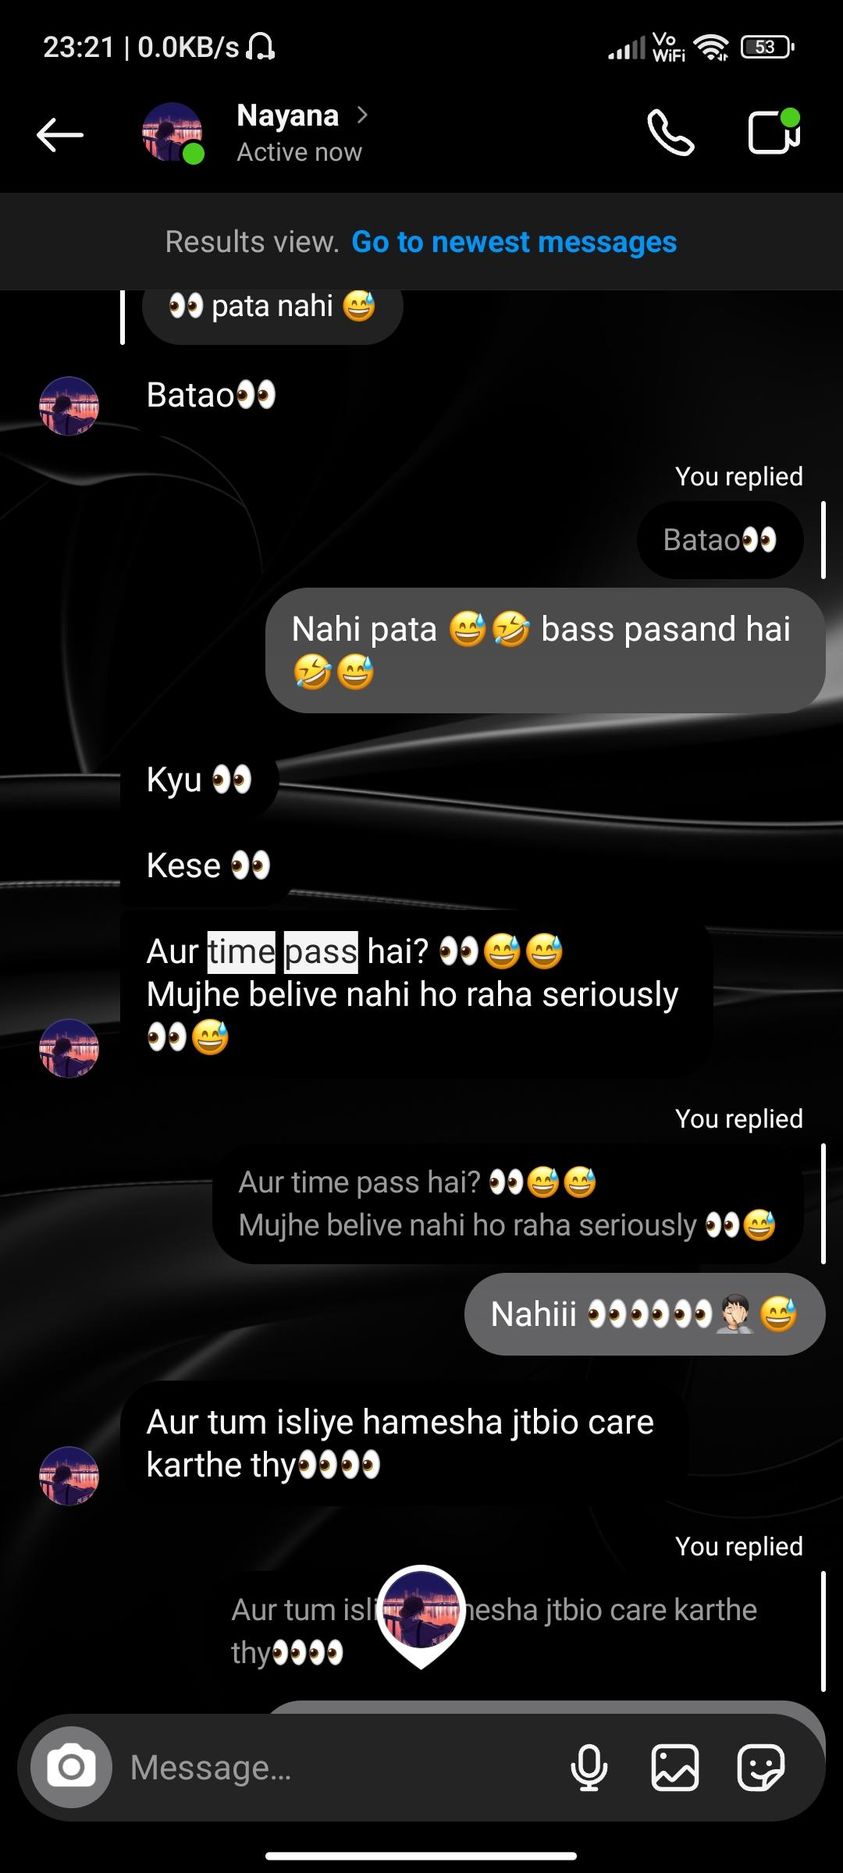 23:21 | 0.0KB/s
Vo
WiFi
53
Nayana
Active now
Results view. Go to newest messages
👀 pata nahi 😅
Batao👀
You replied
Batao👀
Nahi pata 😅🤣 bass pasand hai
🤣😅
Kyu 👀
Kese 👀
Aur time pass hai? 👀😅😅
Mujhe belive nahi ho raha seriously
👀😅
You replied
Aur time pass hai? 👀😅😅
Mujhe belive nahi ho raha seriously 👀😅
Nahiii 👀👀👀🤦🏻‍♂️😅
Aur tum isliye hamesha jtbio care
karthe thy👀👀
You replied
Aur tum jtbio care karthe
thy👀👀
Message...